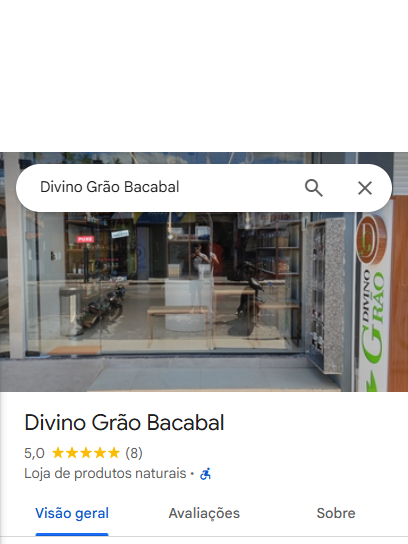 Divino Grão Bacabal
PUXE
DIVINO
GRÃO
Divino Grão Bacabal
5,0 (8)
Loja de produtos naturais ·
Visão geral
Avaliações
Sobre